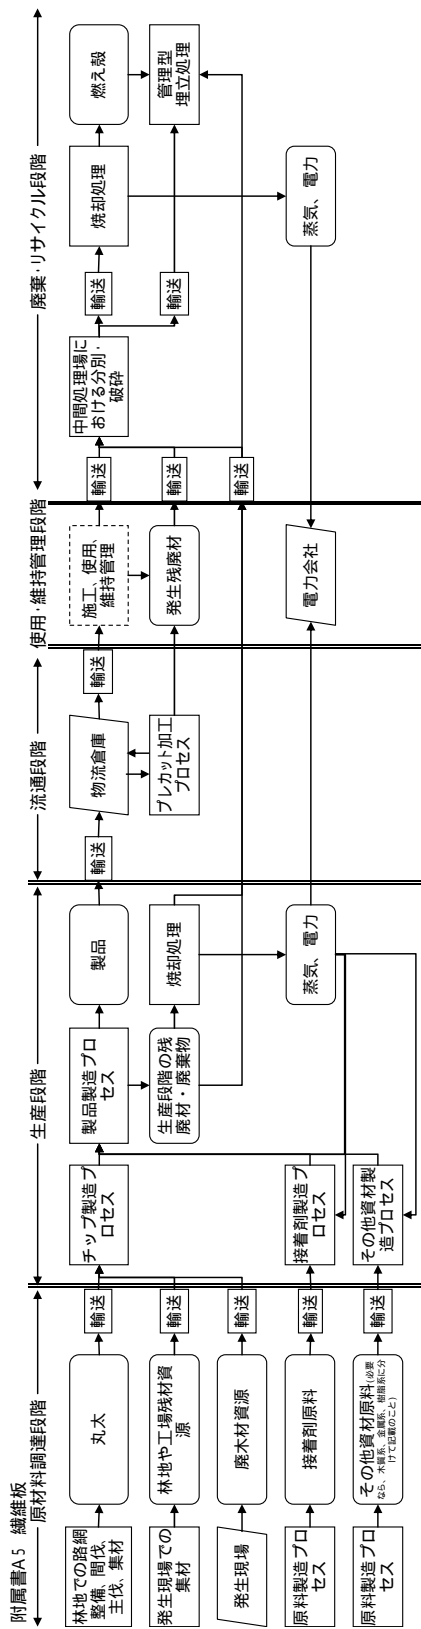 附属書A5 繊維板
原材料調達段階
生産段階
流通段階
使用・維持管理段階
廃棄・リサイクル段階
林地での路網
整備、間伐、
主伐、集材
丸太
輸送
チップ製造プ
ロセス
製品製造プロ
セス
製品
輸送
物流倉庫
輸送
施工、使用、
維持管理
輸送
中間処理場に
おける分別・
破砕
輸送
焼却処理
燃え殻
発生現場での
集材
林地や工場残材資
源
輸送
生産段階の残
廃材・廃棄物
焼却処理
プレカット加工
プロセス
発生残廃材
輸送
輸送
管理型
埋立処理
発生現場
廃木材資源
輸送
輸送
原料製造プロ
セス
接着剤原料
輸送
接着剤製造プ
ロセス
蒸気、電力
電力会社
蒸気、電力
原料製造プロ
セス
その他資材原料(必要
なら、木質系、金属系、樹脂系に分
けて記載のこと)
輸送
その他資材製
造プロセス